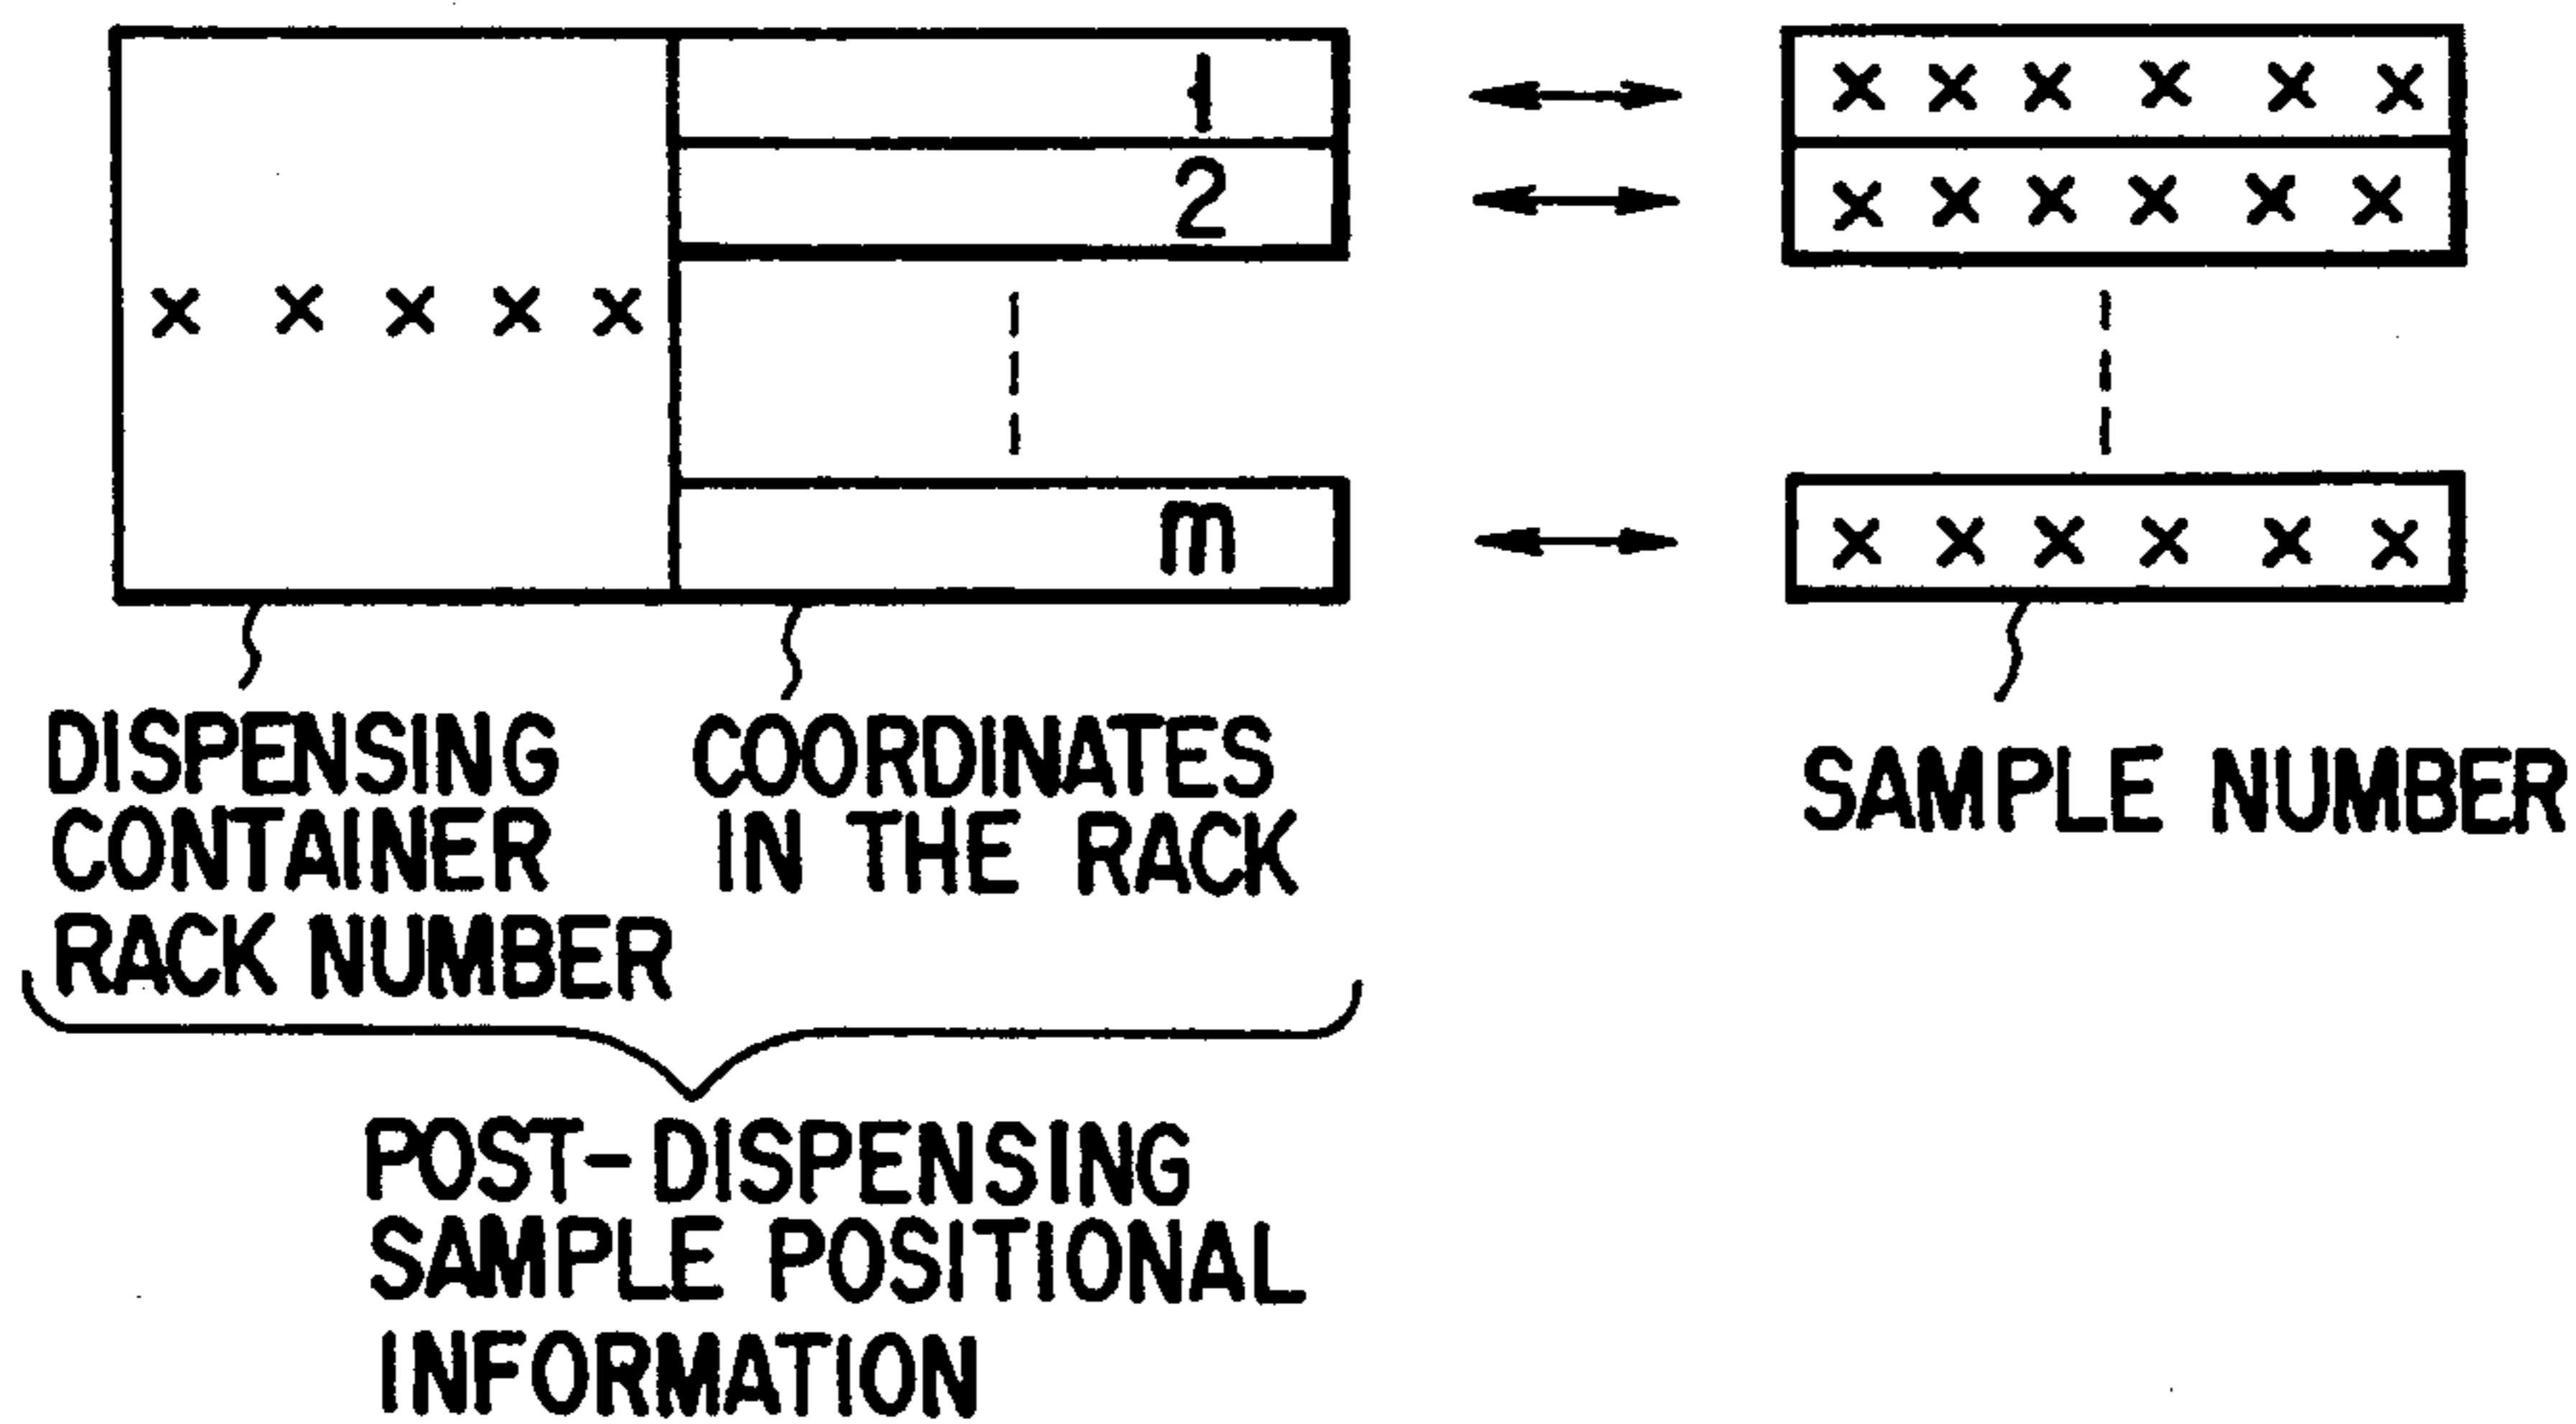 1
× × × × × ×
2
× × × × × ×
× × × × ×
m
× × × × × ×
DISPENSING
CONTAINER
RACK NUMBER
COORDINATES
IN THE RACK
SAMPLE NUMBER
POST-DISPENSING
SAMPLE POSITIONAL
INFORMATION